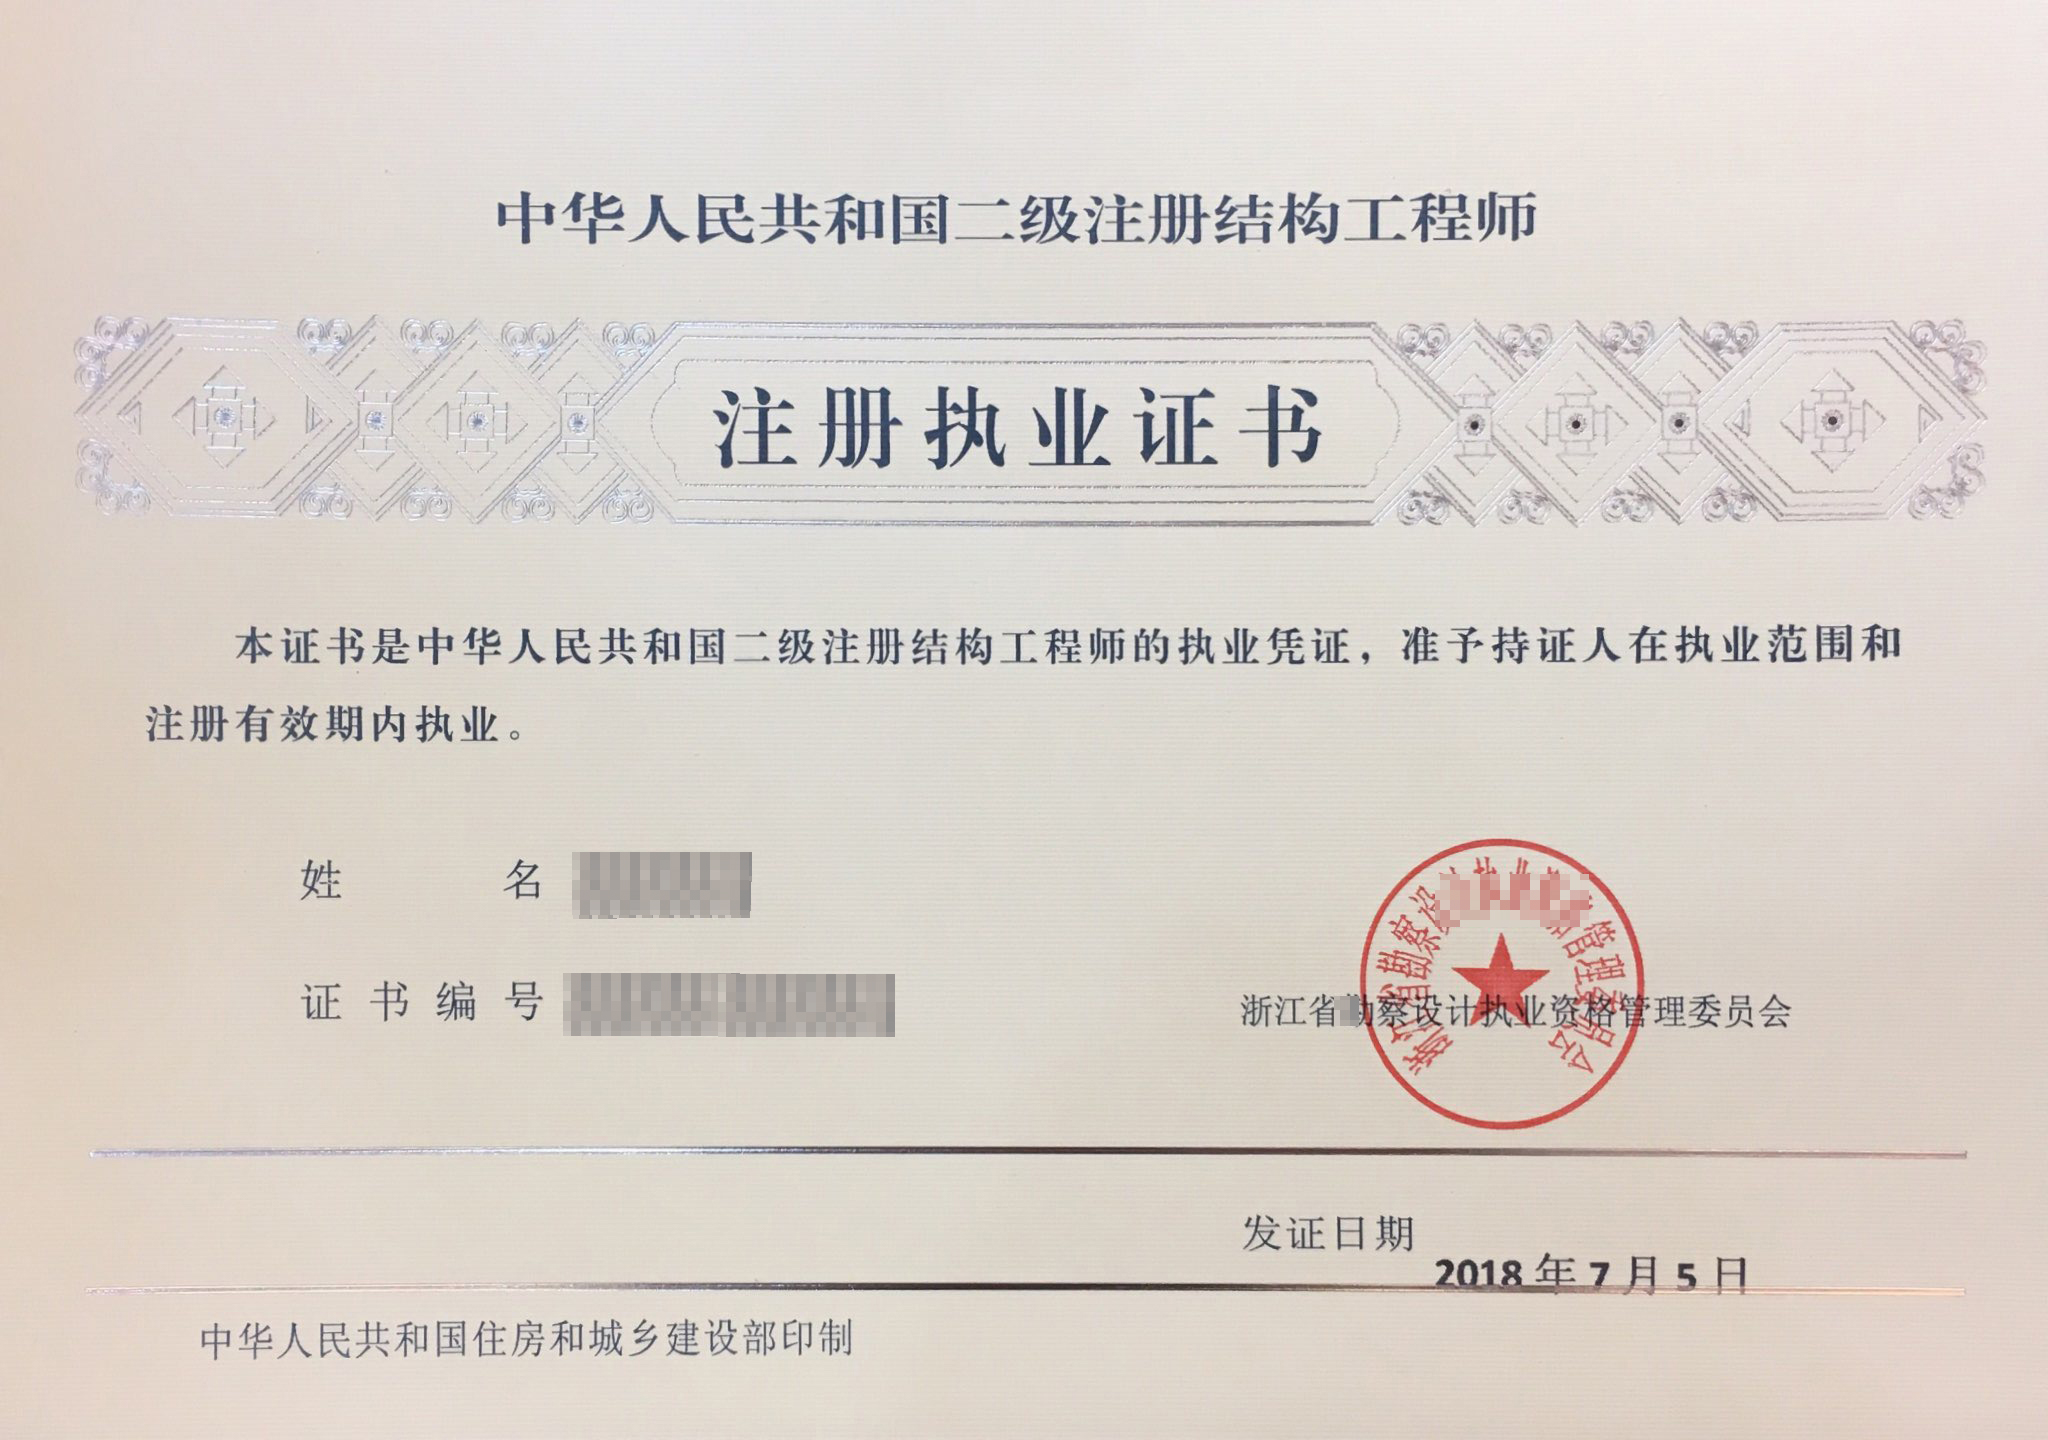 中华人民共和国二级注册结构工程师
注册执业证书
本证书是中华人民共和国二级注册结构工程师的执业凭证，准予持证人在执业范围和
注册有效期内执业。
姓名
证书编号
浙江省勘察设计执业资格管理委员会
发证日期
2018年7月5日
中华人民共和国住房和城乡建设部印制